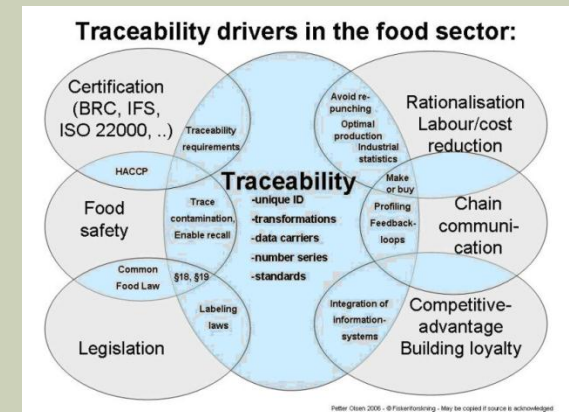 Traceability drivers in the food sector:
Certification
(BRC, IFS,
ISO 22000, ..)
Traceability
requirements
HACCP
Food
safety
Trace
contamination,
Enable recall
Common
Food Law
§18, §19
Labeling
laws
Legislation
Traceability
-unique ID
-transformations
-data carriers
-number series
-standards
Avoid re-
punching
Optimal
production
Industrial
statistics
Rationalisation
Labour/cost
reduction
Make
or buy
Profiling
Feedback-
loops
Chain
communi-
cation
Integration of
information-
systems
Competitive-
advantage
Building loyalty
Petter Olsen 2006 - © Fiskeriforskning - May be copied if source is acknowledged